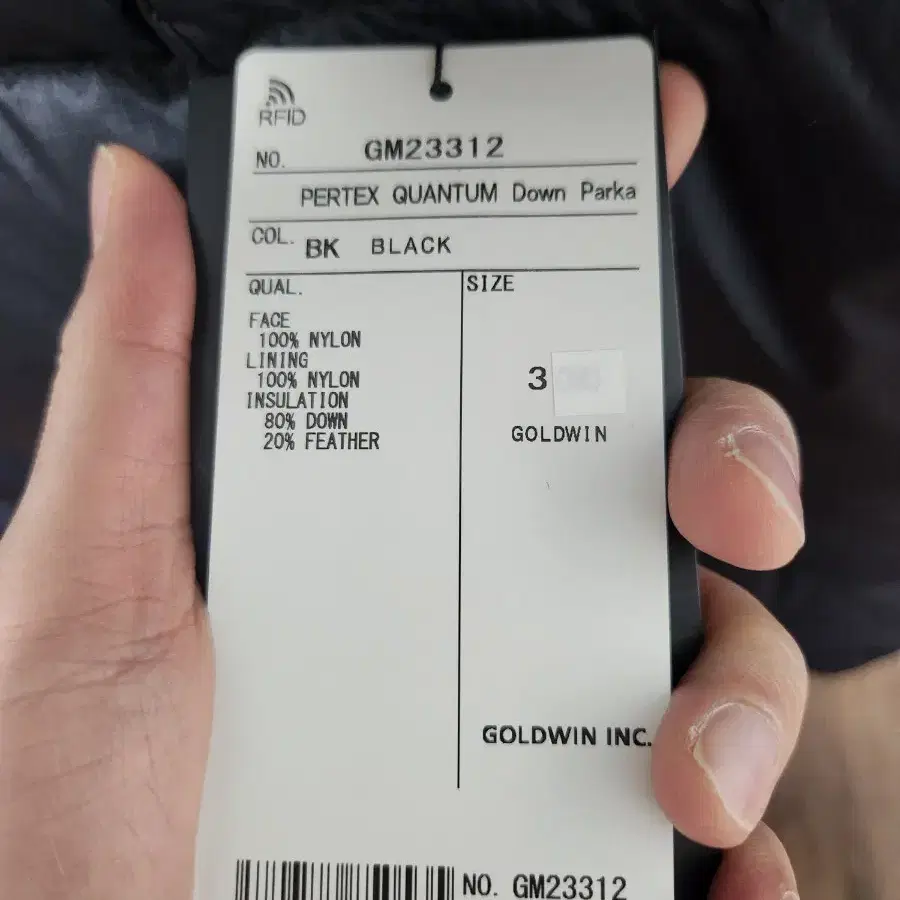 RFID
NO. GM23312
PERTEX QUANTUM Down Parka
COL. BK BLACK
QUAL.
FACE
100% NYLON
LINING
100% NYLON
INSULATION
80% DOWN
20% FEATHER
SIZE
3
GOLDWIN
GOLDWIN INC.
NO. GM23312